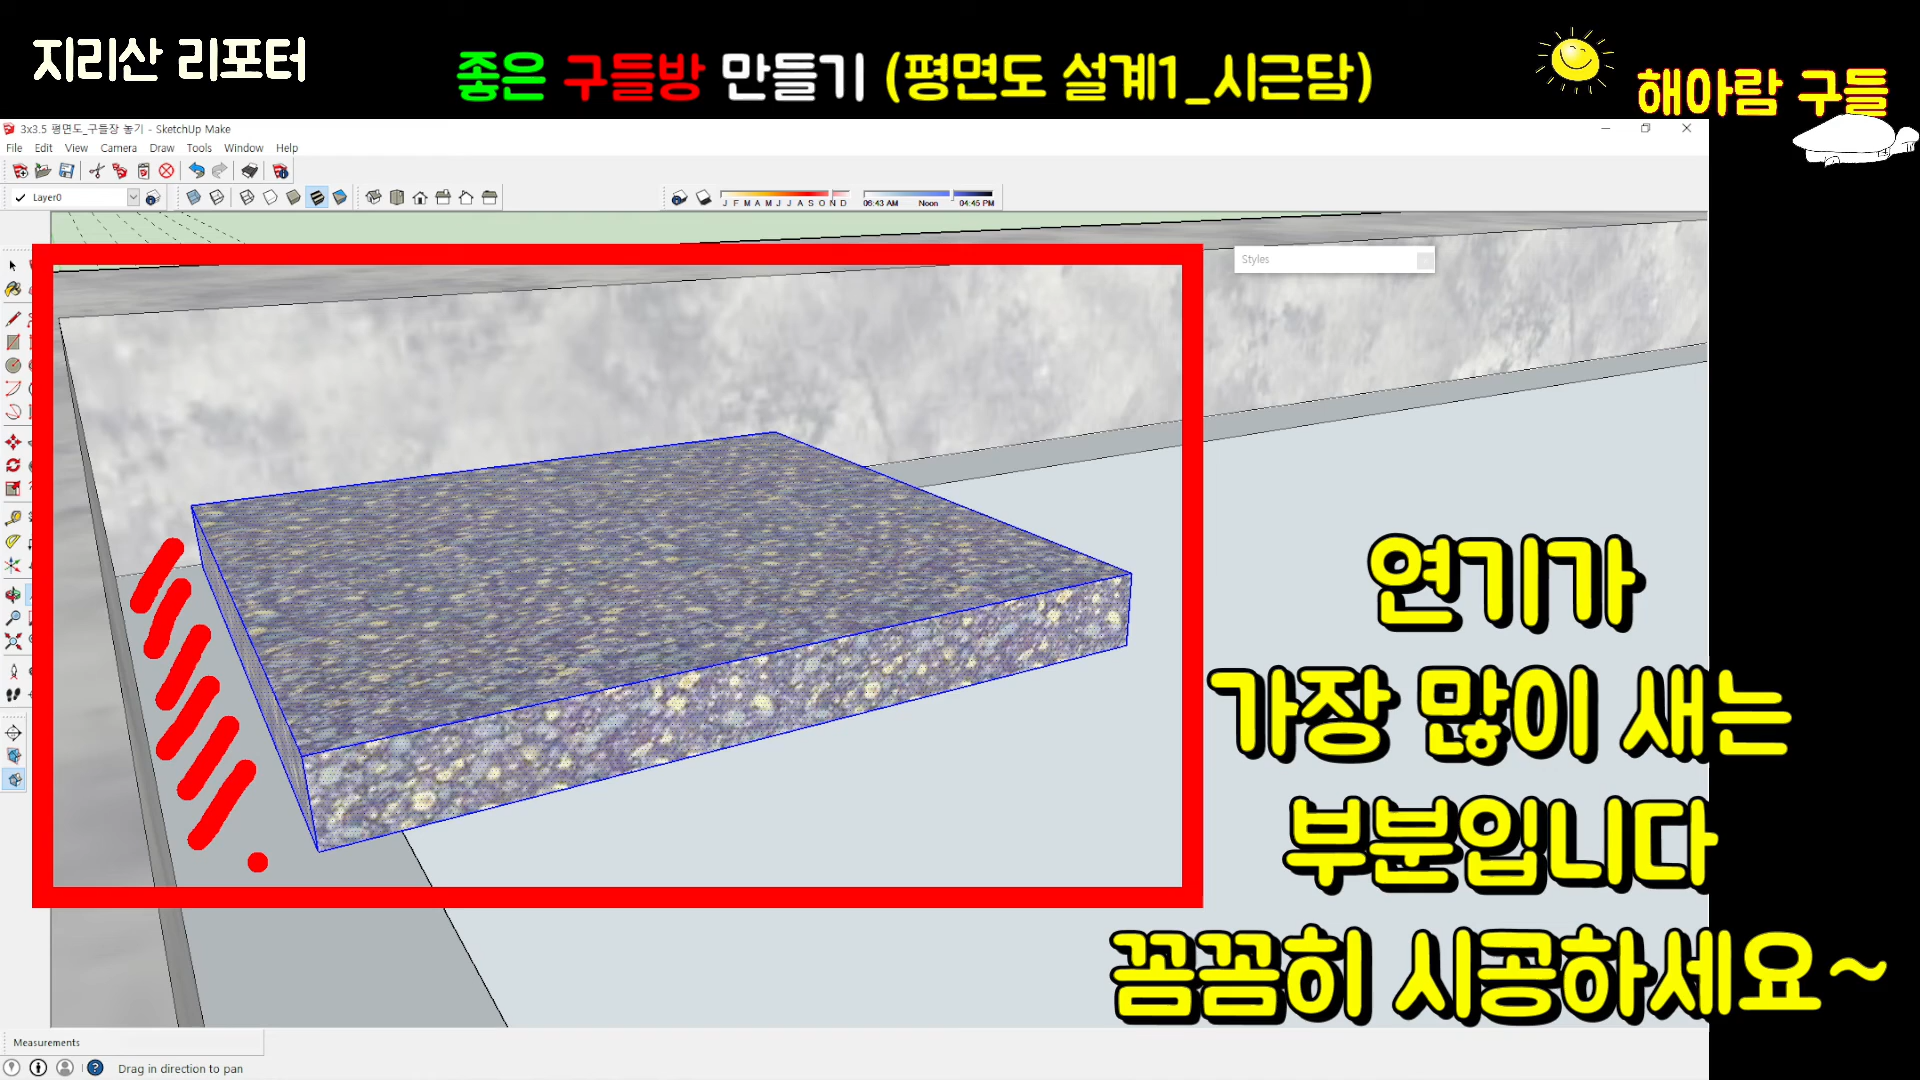 지리산 리포터
좋은 구들방 만들기 (평면도 설계1_시근담)
해아람 구들
3x3.5 평면도_구들장 놓기 - SketchUp Make
File Edit View Camera Draw Tools Window Help
Layer0
J F M A M J J A S O N D
06:43 AM Noon 04:45 PM
Styles
연기가
가장 많이 새는
부분입니다
꼼꼼히 시공하세요~
Measurements
Drag in direction to pan